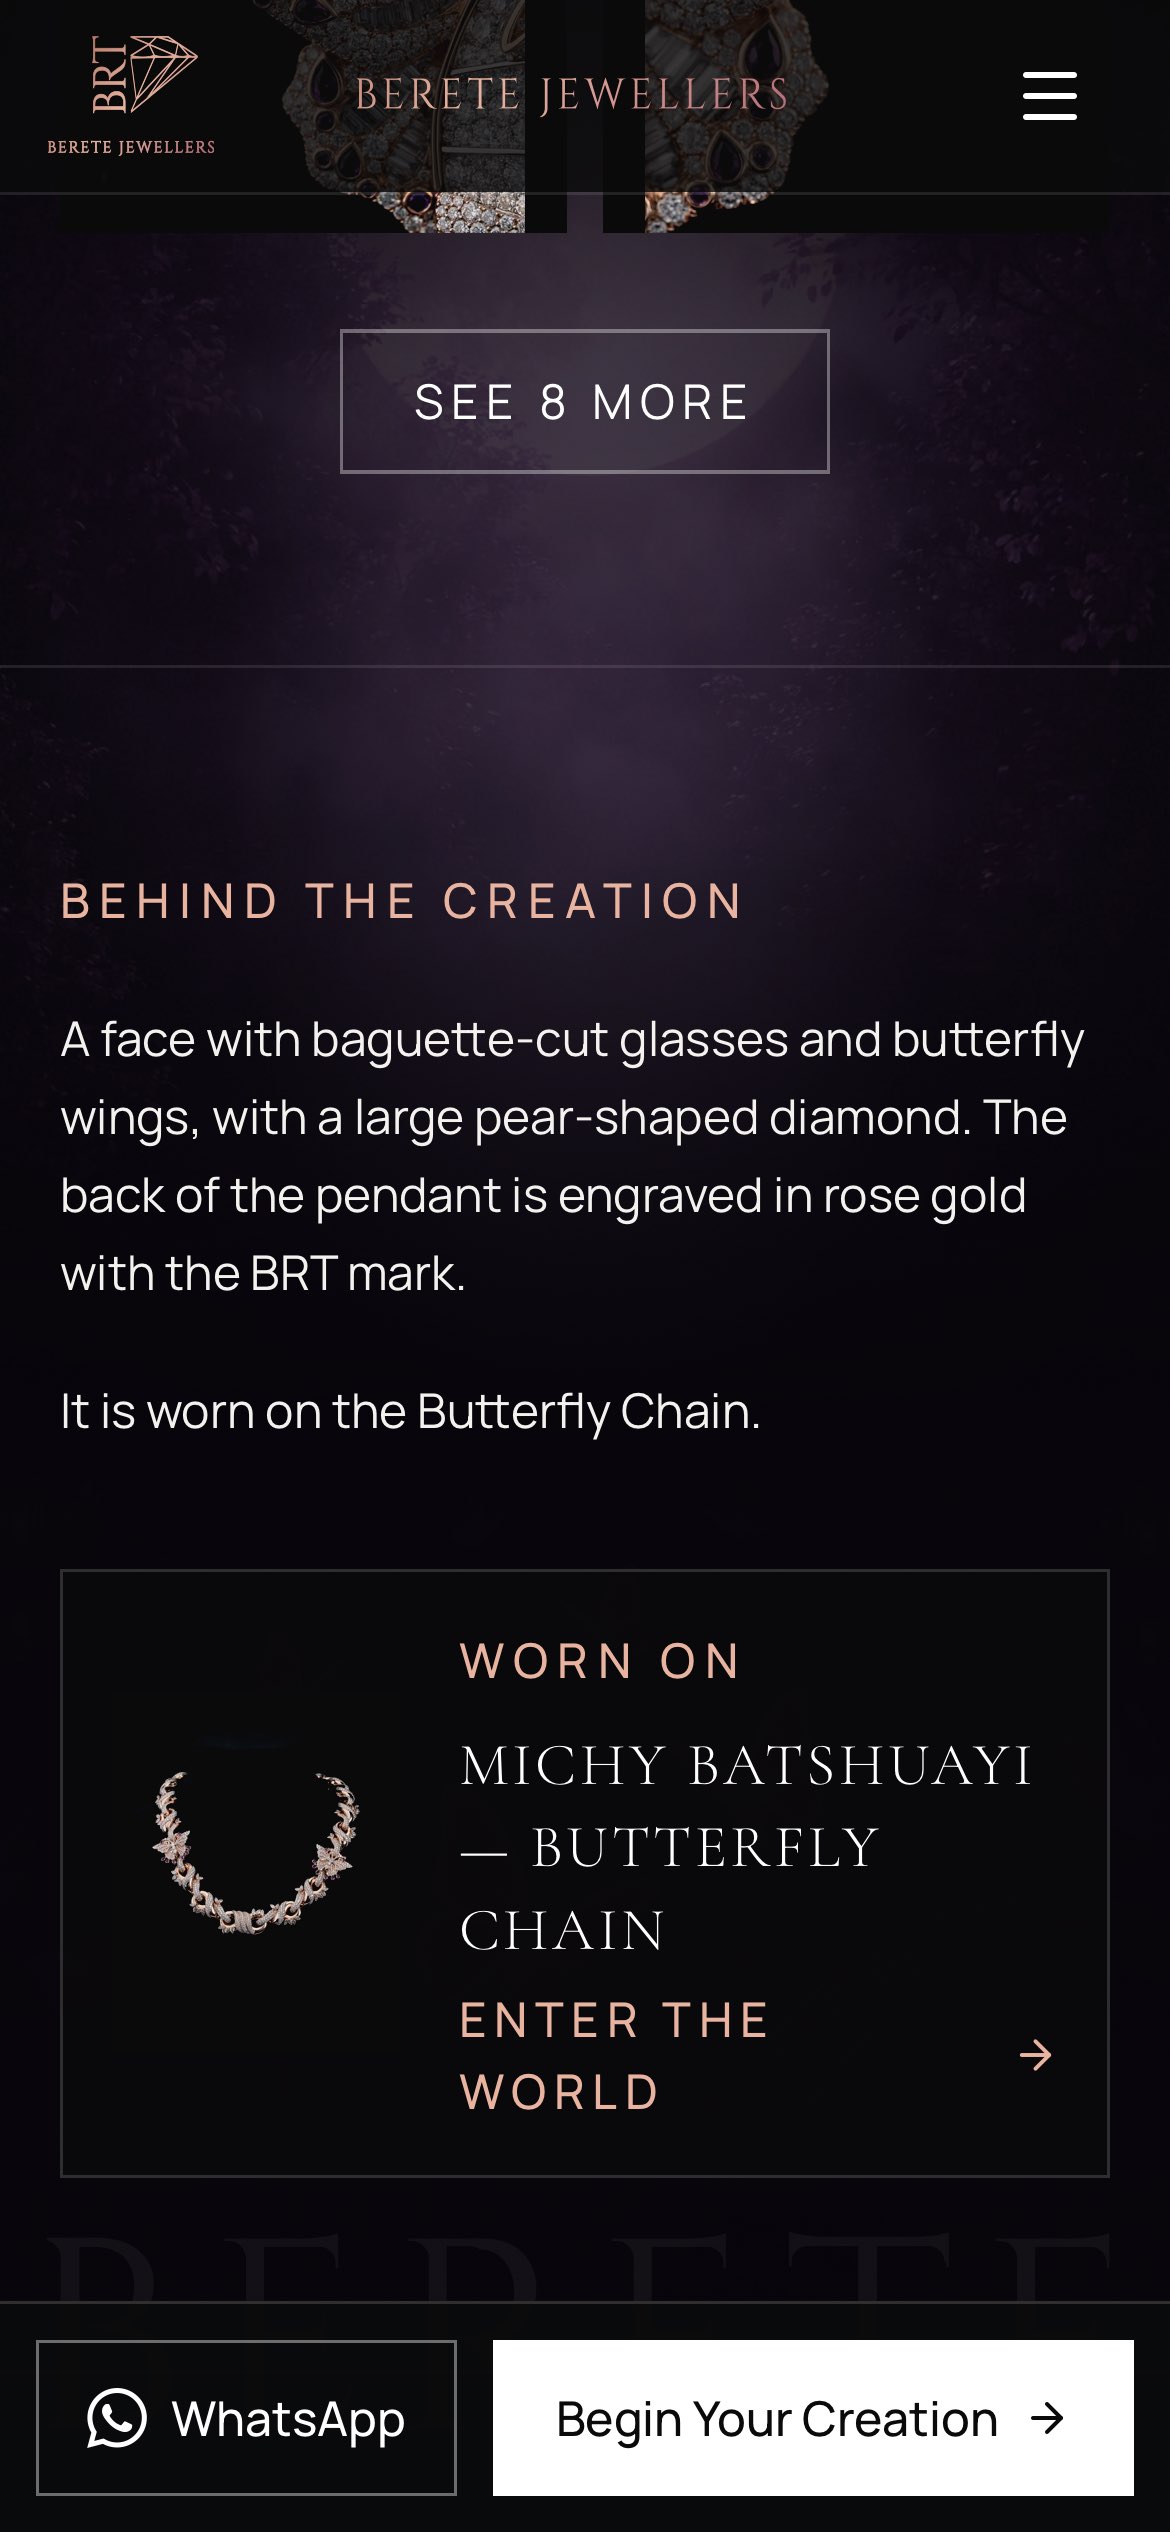 BRT
BERETE JEWELLERS
BERETE JEWELLERS
SEE 8 MORE
BEHIND THE CREATION
A face with baguette-cut glasses and butterfly
wings, with a large pear-shaped diamond. The
back of the pendant is engraved in rose gold
with the BRT mark.
It is worn on the Butterfly Chain.
WORN ON
MICHY BATSHUAYI
— BUTTERFLY
CHAIN
ENTER THE
WORLD
BERETE
WhatsApp
Begin Your Creation